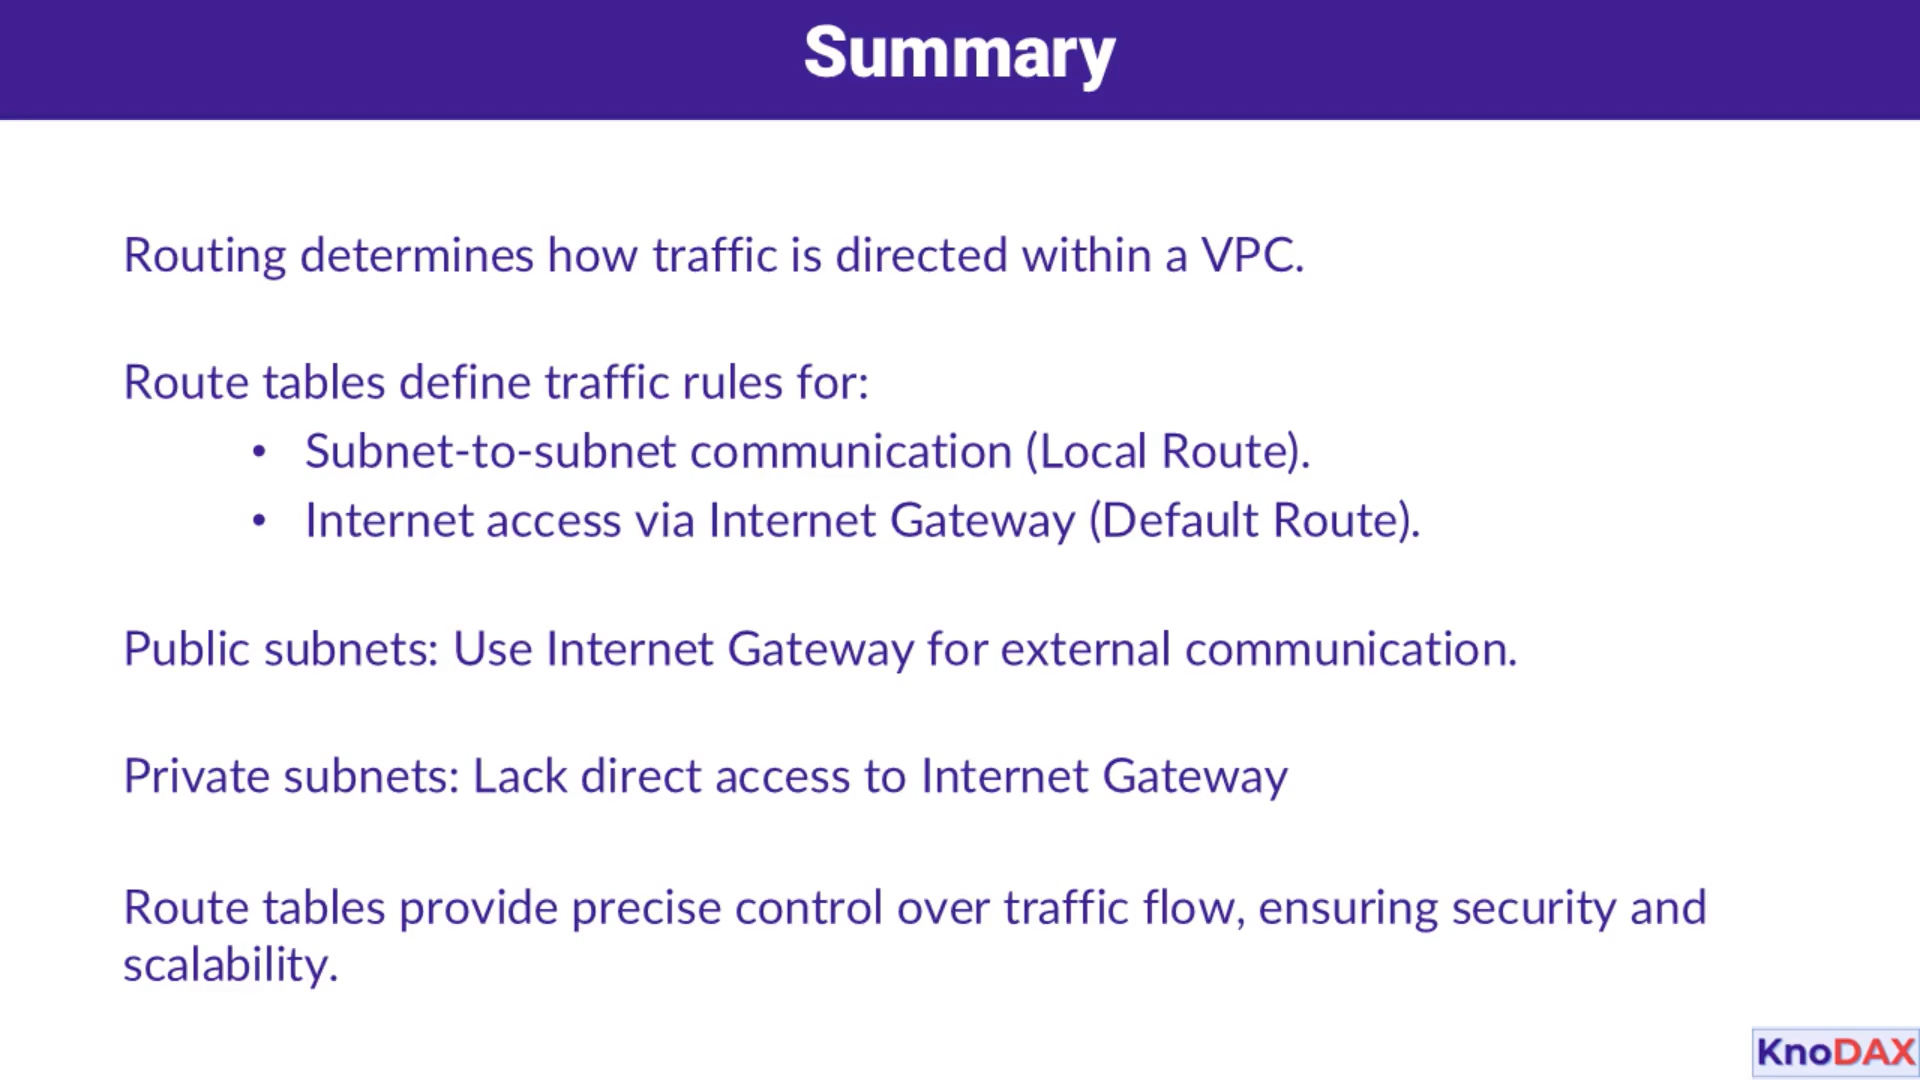 Summary
Routing determines how traffic is directed within a VPC.
Route tables define traffic rules for:
• Subnet-to-subnet communication (Local Route).
• Internet access via Internet Gateway (Default Route).
Public subnets: Use Internet Gateway for external communication.
Private subnets: Lack direct access to Internet Gateway
Route tables provide precise control over traffic flow, ensuring security and
scalability.
KnoDAX